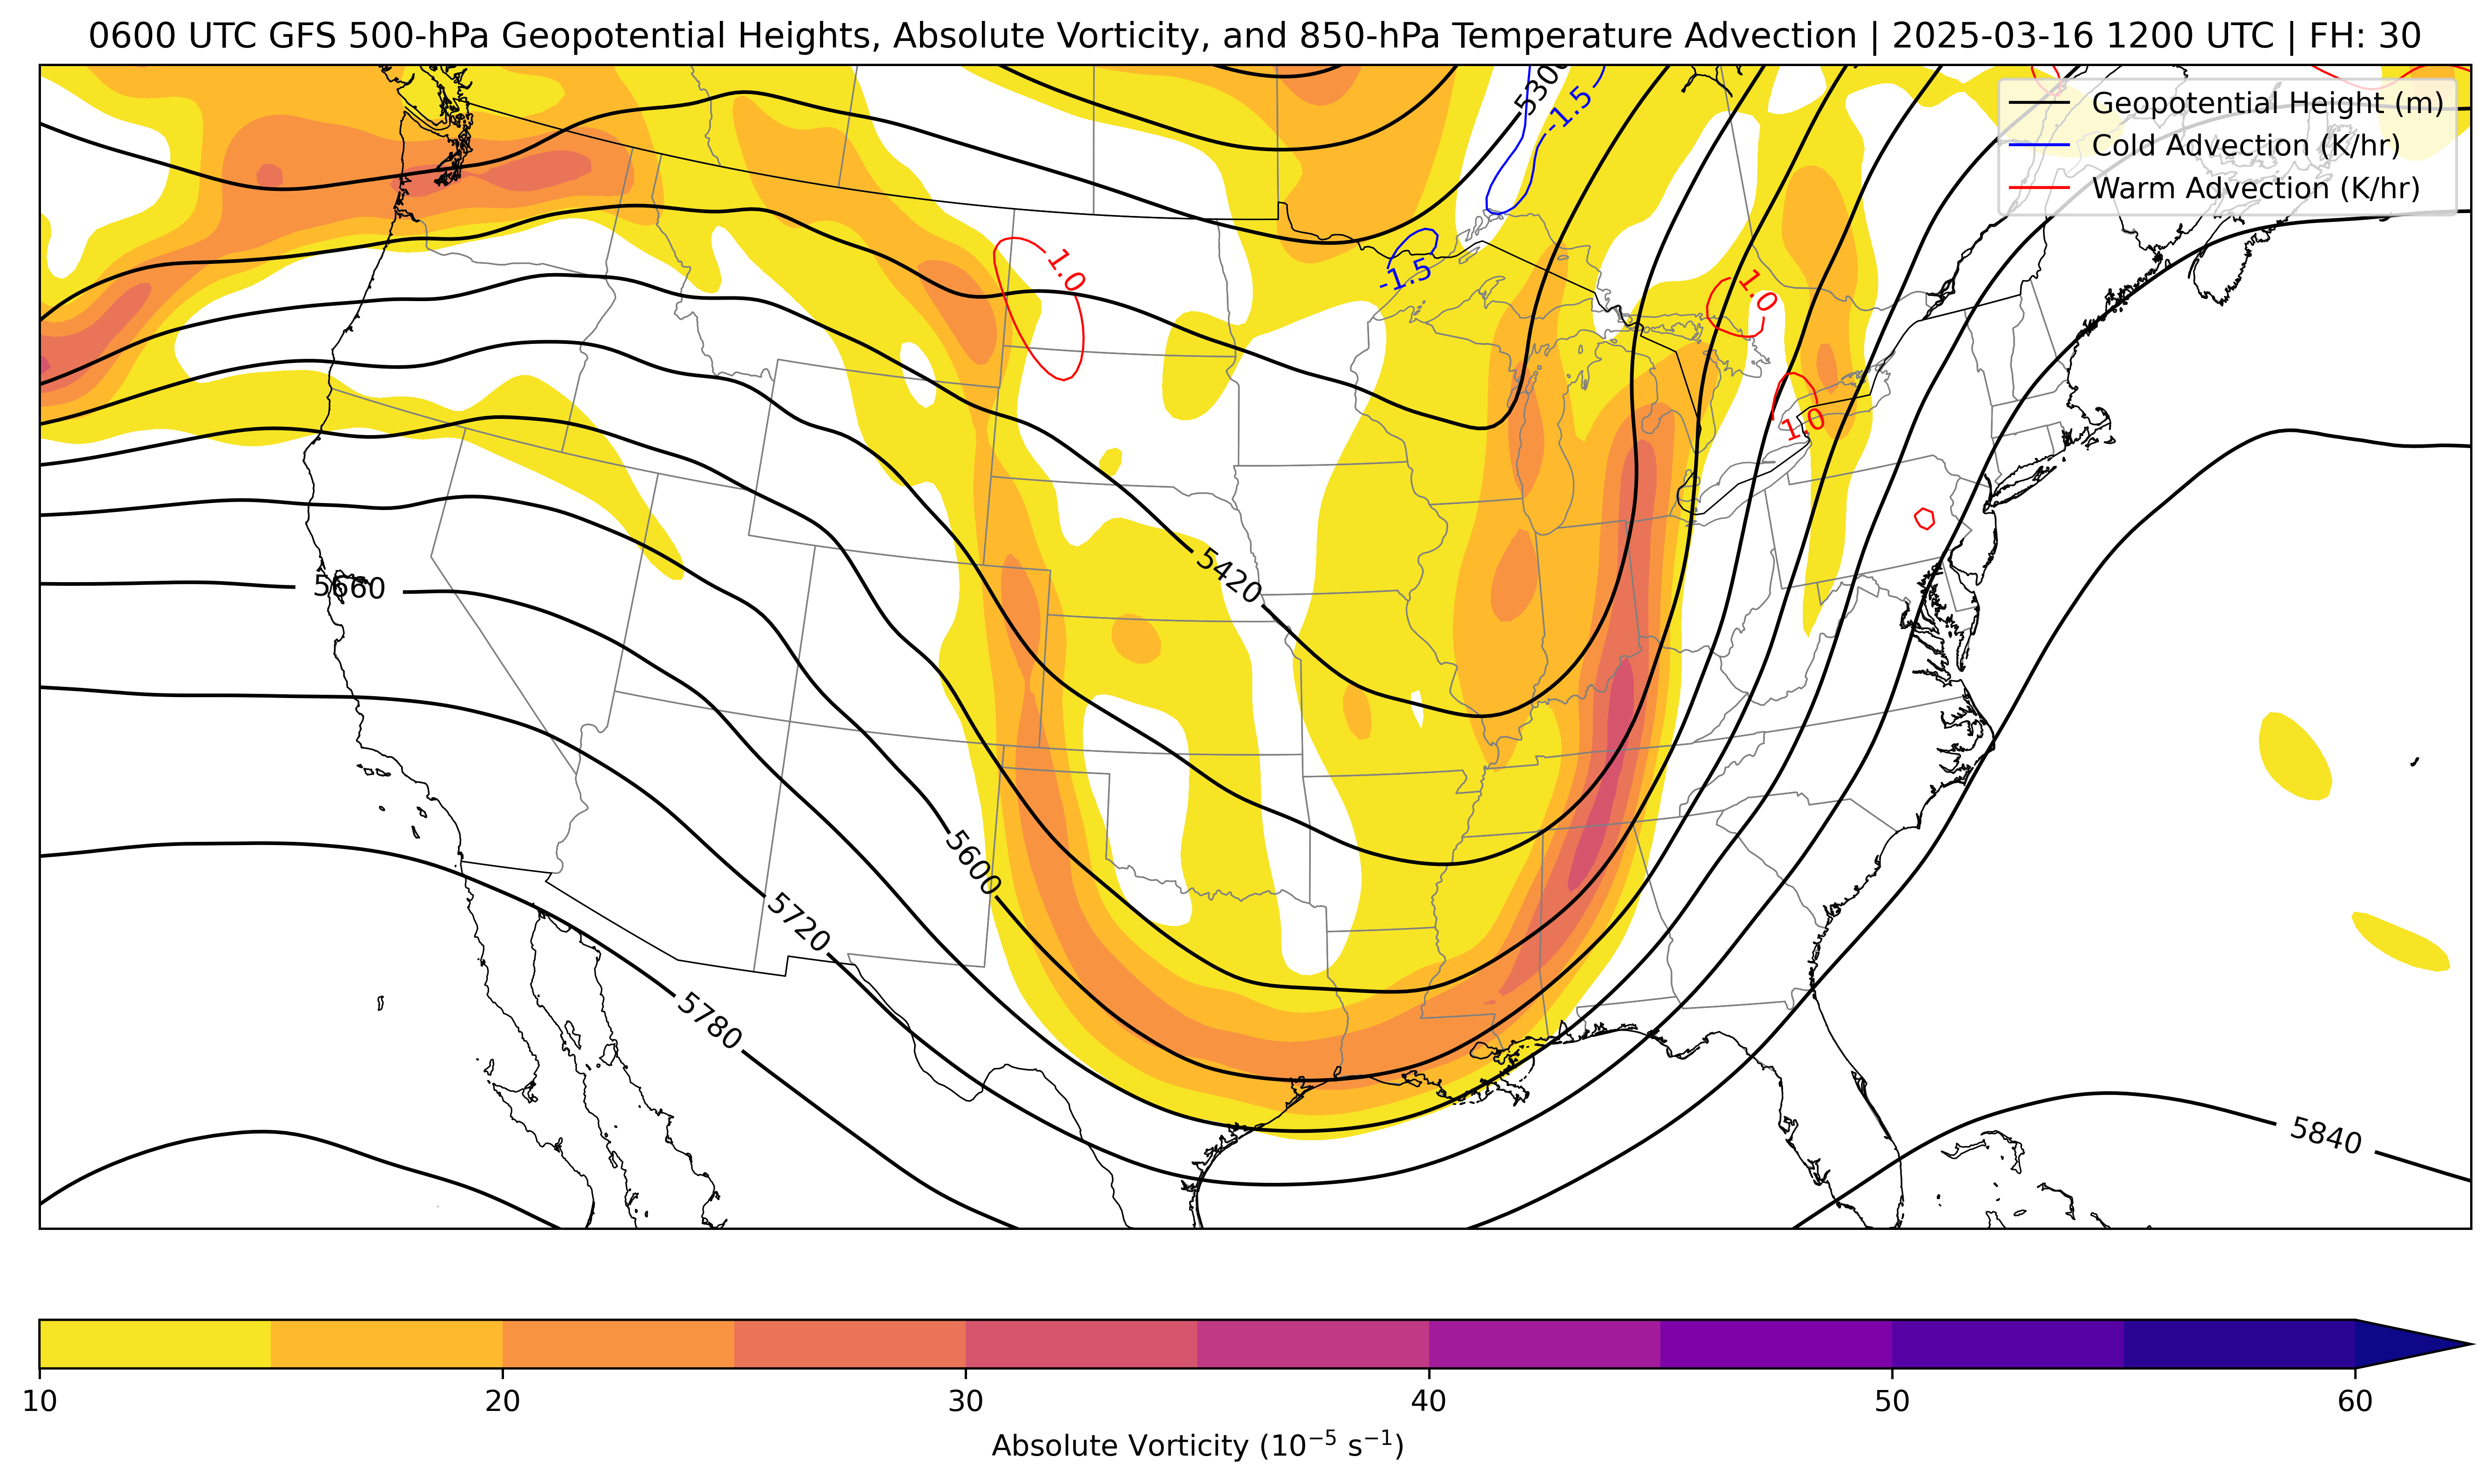 0600 UTC GFS 500-hPa Geopotential Heights, Absolute Vorticity, and 850-hPa Temperature Advection | 2025-03-16 1200 UTC | FH: 30
Geopotential Height (m)
Cold Advection (K/hr)
Warm Advection (K/hr)
5300
-1.5
1.0
-1.5
1.0
1.0
5420
5660
5600
5720
5780
5840
10 20 30 40 50 60
Absolute Vorticity (10⁻⁵ s⁻¹)